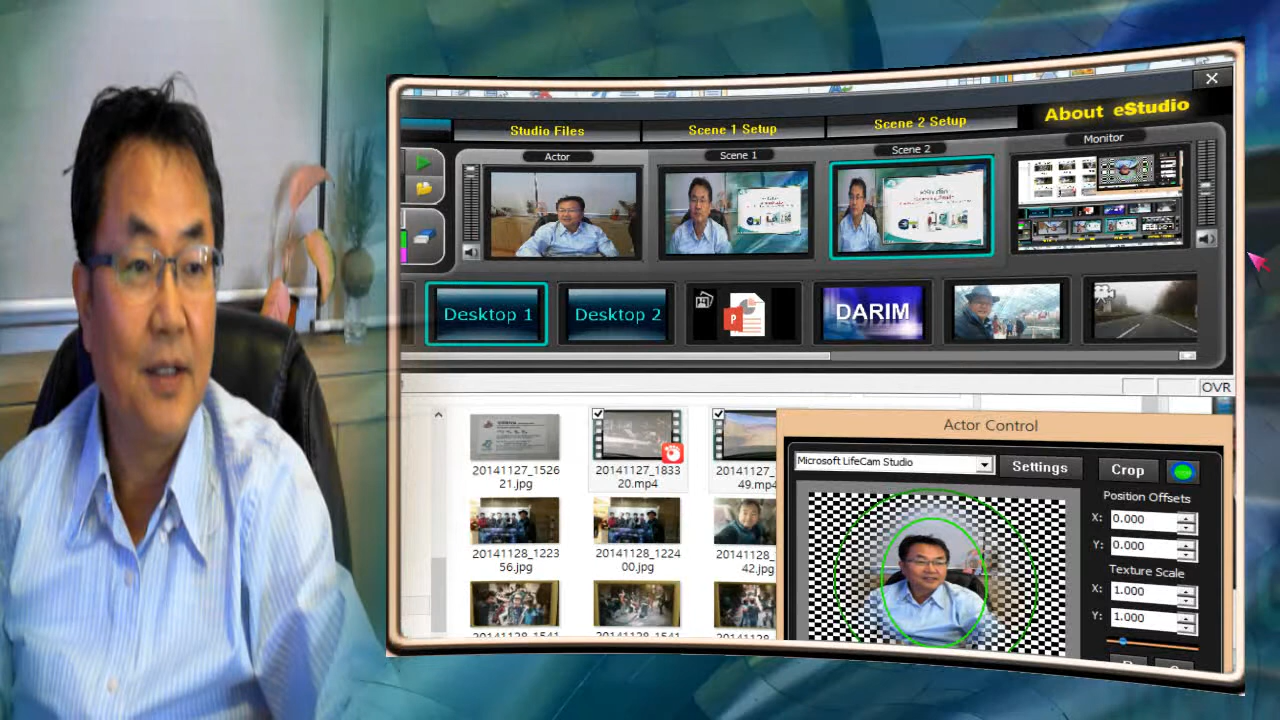 About eStudio
Studio Files
Scene 1 Setup
Scene 2 Setup
Actor
Scene 1
Scene 2
Monitor
Desktop 1
Desktop 2
P
DARIM
OVR
20141127_1526
21.jpg
20141127_1833
20.mp4
20141127_
49.mp4
20141128_1223
56.jpg
20141128_1224
00.jpg
20141128_
42.jpg
20141128_1541
20141128_1541
20141128_
Actor Control
Microsoft LifeCam Studio
Settings
Crop
Position Offsets
X: 0.000
Y: 0.000
Texture Scale
X: 1.000
Y: 1.000